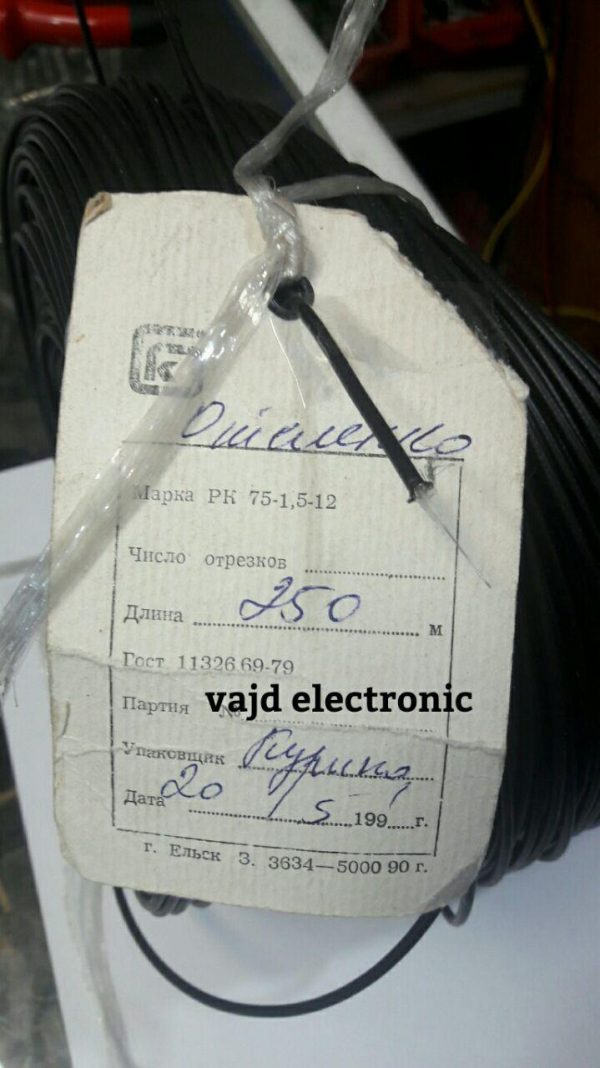 Марка РК 75-1,5-12
Число отрезков
Длина 250 м
Гост 11326.69-79
Партия №
vajd electronic
Упаковщик
Дата 20 5 199 г.
г. Ельск З. 3634—5000 90 г.